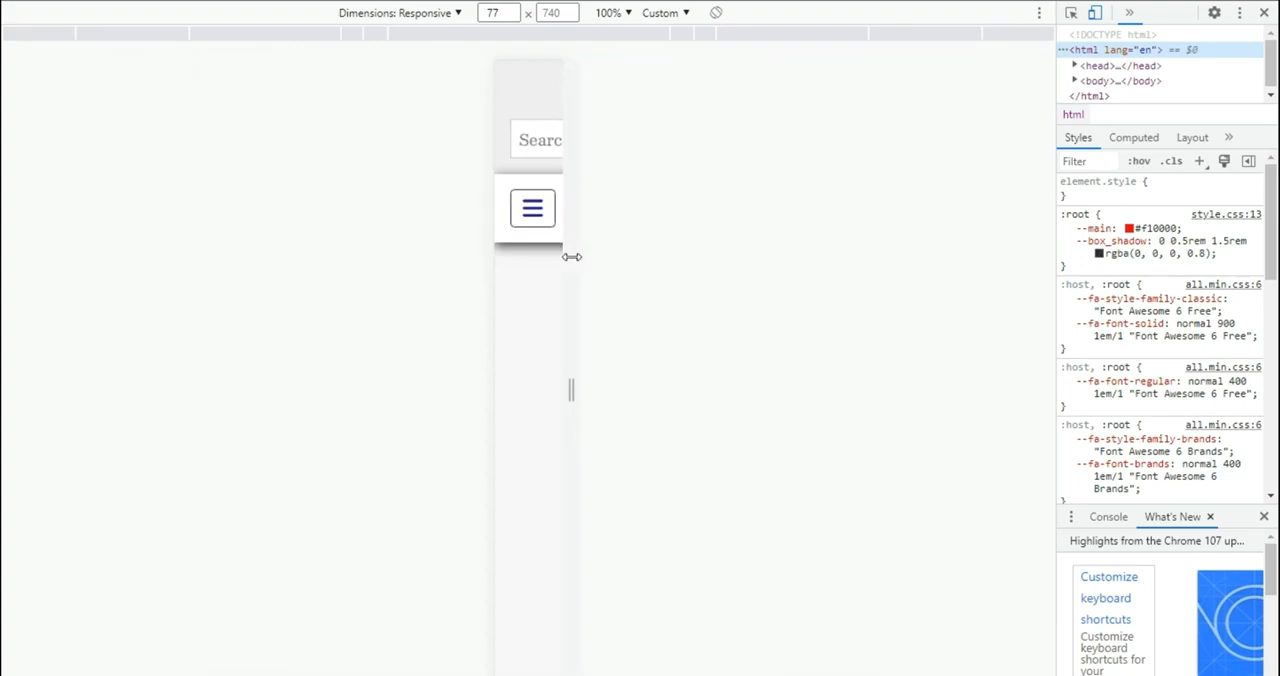 Dimensions: Responsive 77 × 740 100% Custom
<!DOCTYPE html>
···<html lang="en"> == $0
<head>…</head>
<body>…</body>
</html>
html
Styles Computed Layout »
Filter :hov .cls +
element.style {
}
:root { style.css:13
--main: #f10000;
--box_shadow: 0 0.5rem 1.5rem
rgba(0, 0, 0, 0.8);
}
:host, :root { all.min.css:6
--fa-style-family-classic:
"Font Awesome 6 Free";
--fa-font-solid: normal 900
1em/1 "Font Awesome 6 Free";
}
:host, :root { all.min.css:6
--fa-font-regular: normal 400
1em/1 "Font Awesome 6 Free";
}
:host, :root { all.min.css:6
--fa-style-family-brands:
"Font Awesome 6 Brands";
--fa-font-brands: normal 400
1em/1 "Font Awesome 6
Brands";
}
Console What's New
Highlights from the Chrome 107 up...
Customize
keyboard
shortcuts
Customize
keyboard
shortcuts for
your
Searc